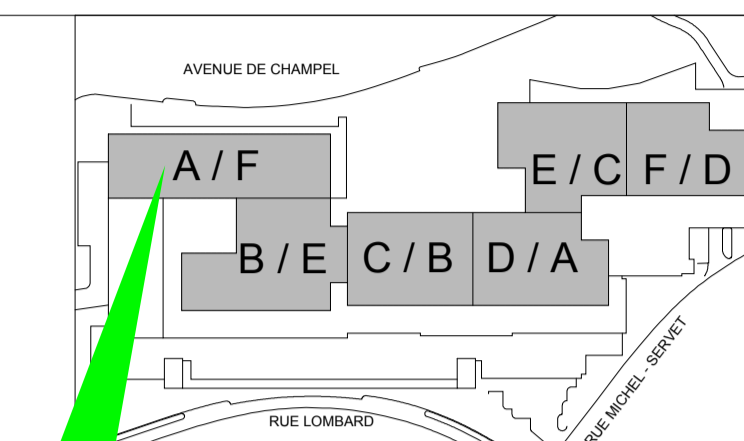 AVENUE DE CHAMPEL
A / F
E / C
F / D
B / E
C / B
D / A
RUE MICHEL - SERVET
RUE LOMBARD